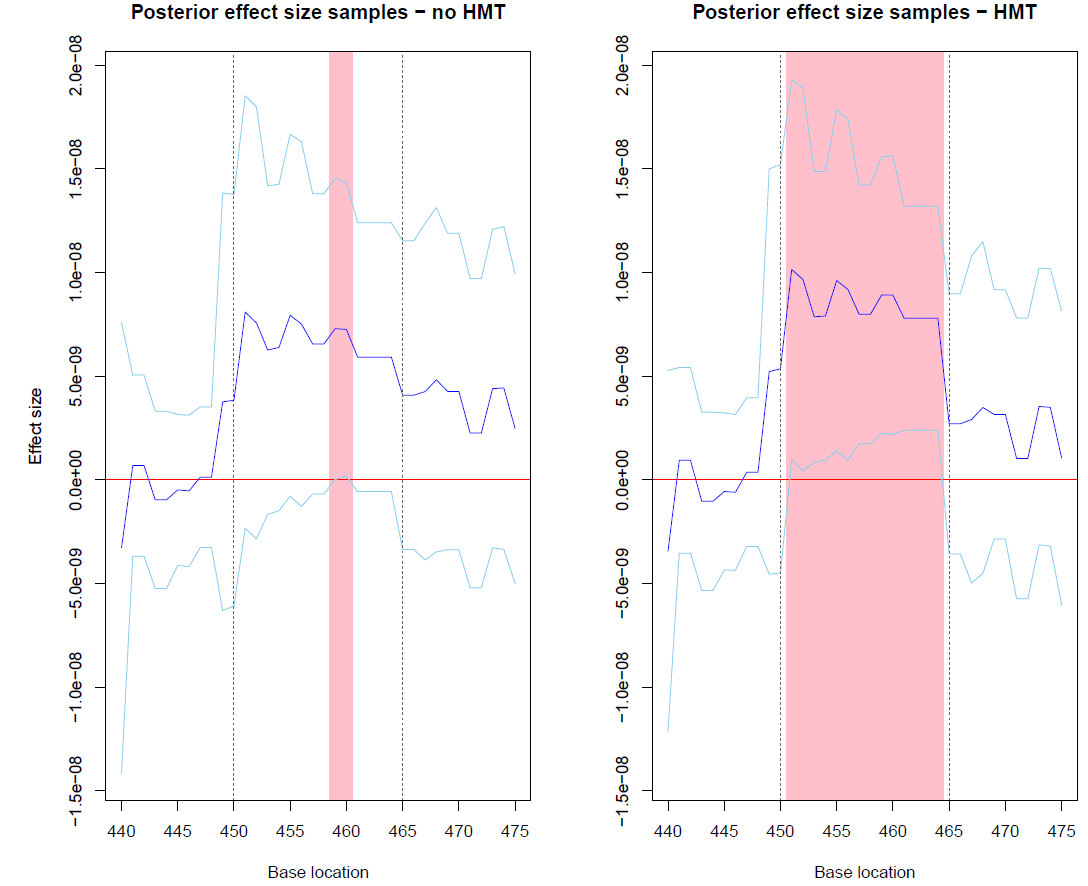 Posterior effect size samples − no HMT
Effect size
2.0e−08
1.5e−08
1.0e−08
5.0e−09
0.0e+00
−5.0e−09
−1.0e−08
−1.5e−08
440 445 450 455 460 465 470 475
Base location
Posterior effect size samples − HMT
2.0e−08
1.5e−08
1.0e−08
5.0e−09
0.0e+00
−5.0e−09
−1.0e−08
−1.5e−08
440 445 450 455 460 465 470 475
Base location